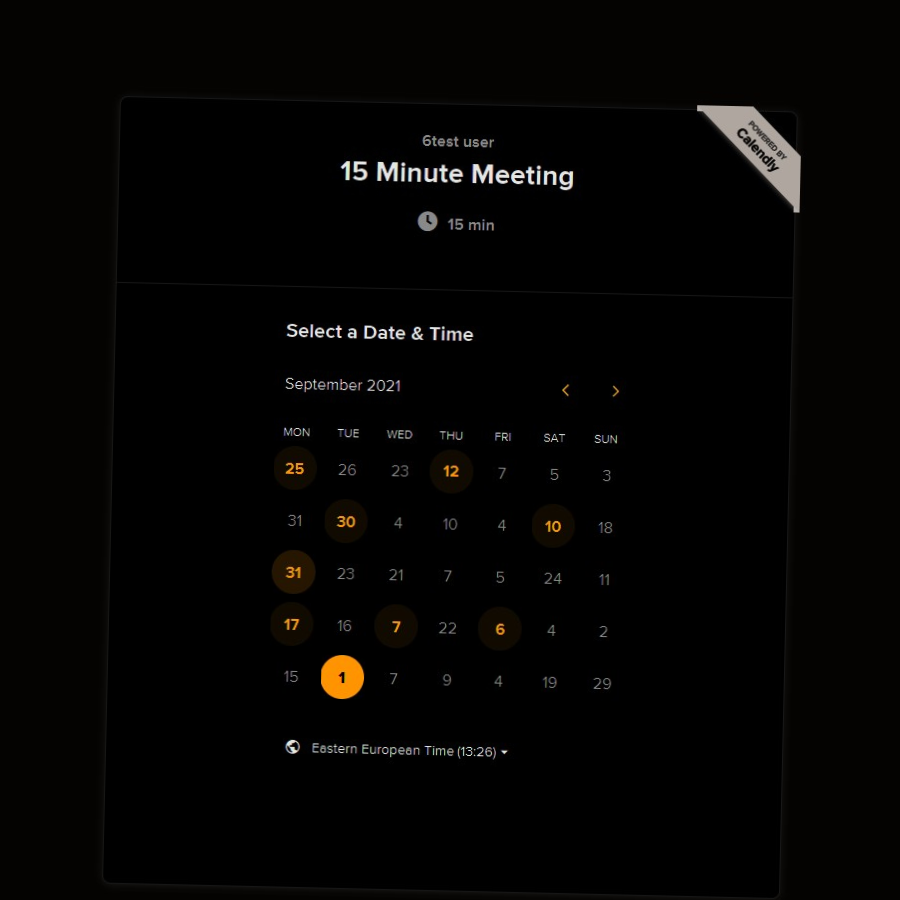 POWERED BY
Calendly
6test user
15 Minute Meeting
15 min
Select a Date & Time
September 2021
MON TUE WED THU FRI SAT SUN
25 26 23 12 7 5 3
31 30 4 10 4 10 18
31 23 21 7 5 24 11
17 16 7 22 6 4 2
15 1 7 9 4 19 29
Eastern European Time (13:26)